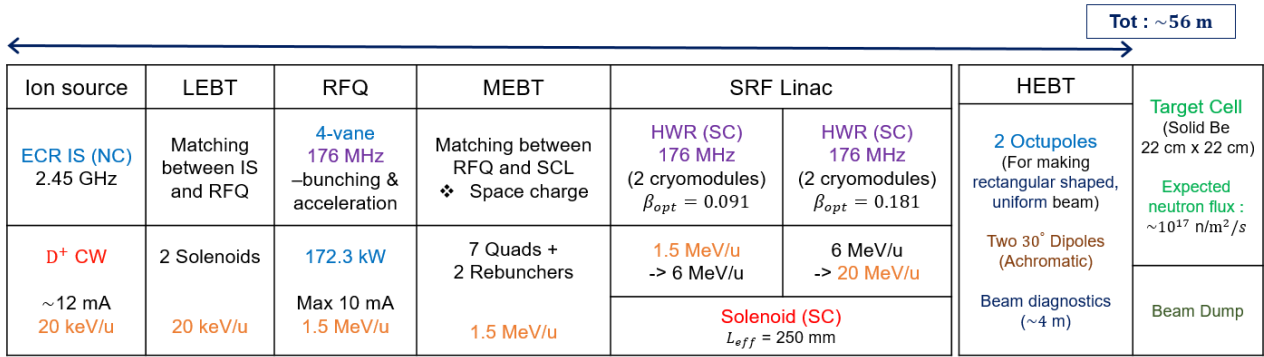 Tot : ~56 m
Ion source
LEBT
RFQ
MEBT
SRF Linac
HEBT
Target Cell
(Solid Be
22 cm x 22 cm)
Expected
neutron flux :
~10¹⁷ n/m²/s
ECR IS (NC)
2.45 GHz
Matching
between IS
and RFQ
4-vane
176 MHz
–bunching &
acceleration
Matching between
RFQ and SCL
❖ Space charge
HWR (SC)
176 MHz
(2 cryomodules)
β_opt = 0.091
HWR (SC)
176 MHz
(2 cryomodules)
β_opt = 0.181
2 Octupoles
(For making
rectangular shaped,
uniform beam)
Two 30° Dipoles
(Achromatic)
Beam diagnostics
(~4 m)
D⁺ CW
~12 mA
20 keV/u
2 Solenoids
20 keV/u
172.3 kW
Max 10 mA
1.5 MeV/u
7 Quads +
2 Rebunchers
1.5 MeV/u
1.5 MeV/u
-> 6 MeV/u
6 MeV/u
-> 20 MeV/u
Solenoid (SC)
L_eff = 250 mm
Beam Dump